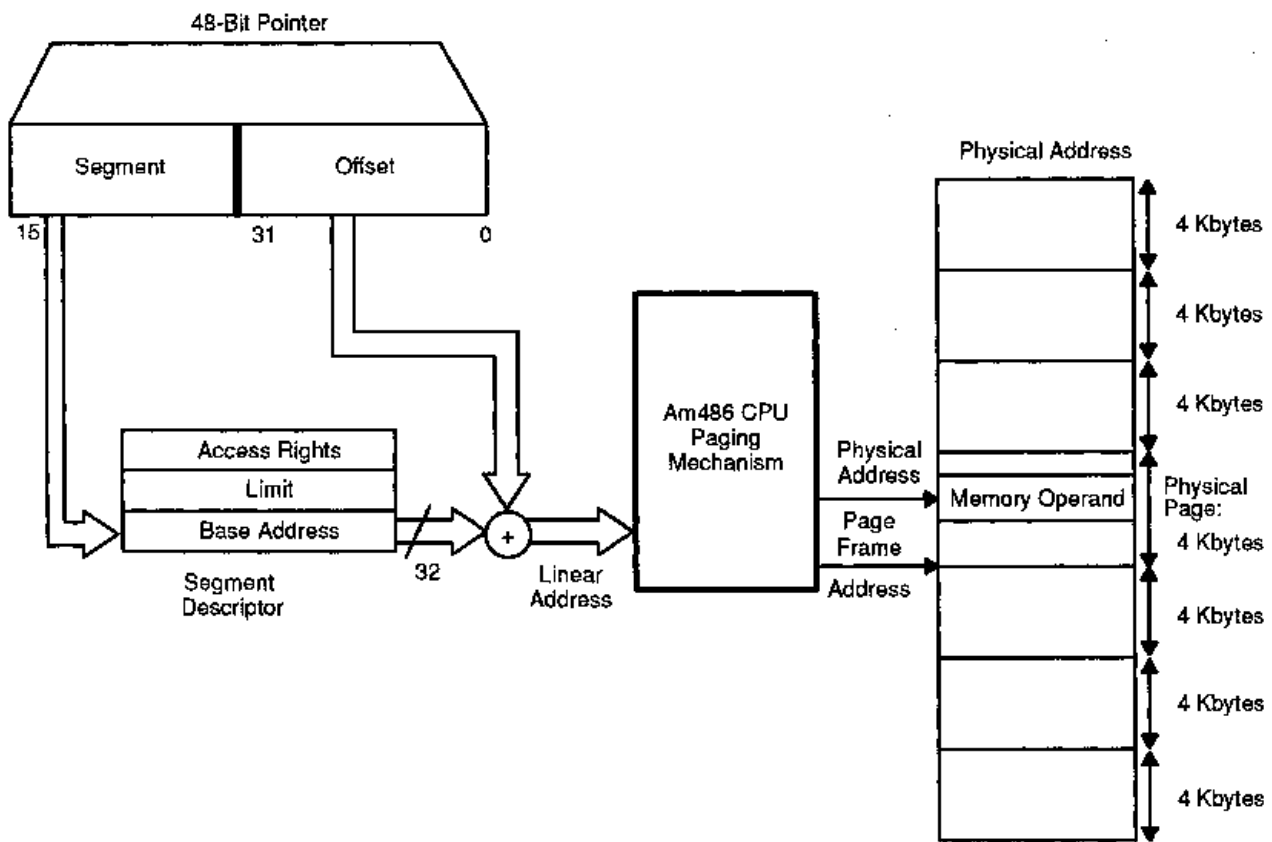 48-Bit Pointer
Segment
Offset
15
31
0
Access Rights
Limit
Base Address
32
Segment
Descriptor
+
Linear
Address
Am486 CPU
Paging
Mechanism
Physical
Address
Page
Frame
Address
Physical Address
4 Kbytes
4 Kbytes
4 Kbytes
Memory Operand
Physical
Page:
4 Kbytes
4 Kbytes
4 Kbytes
4 Kbytes